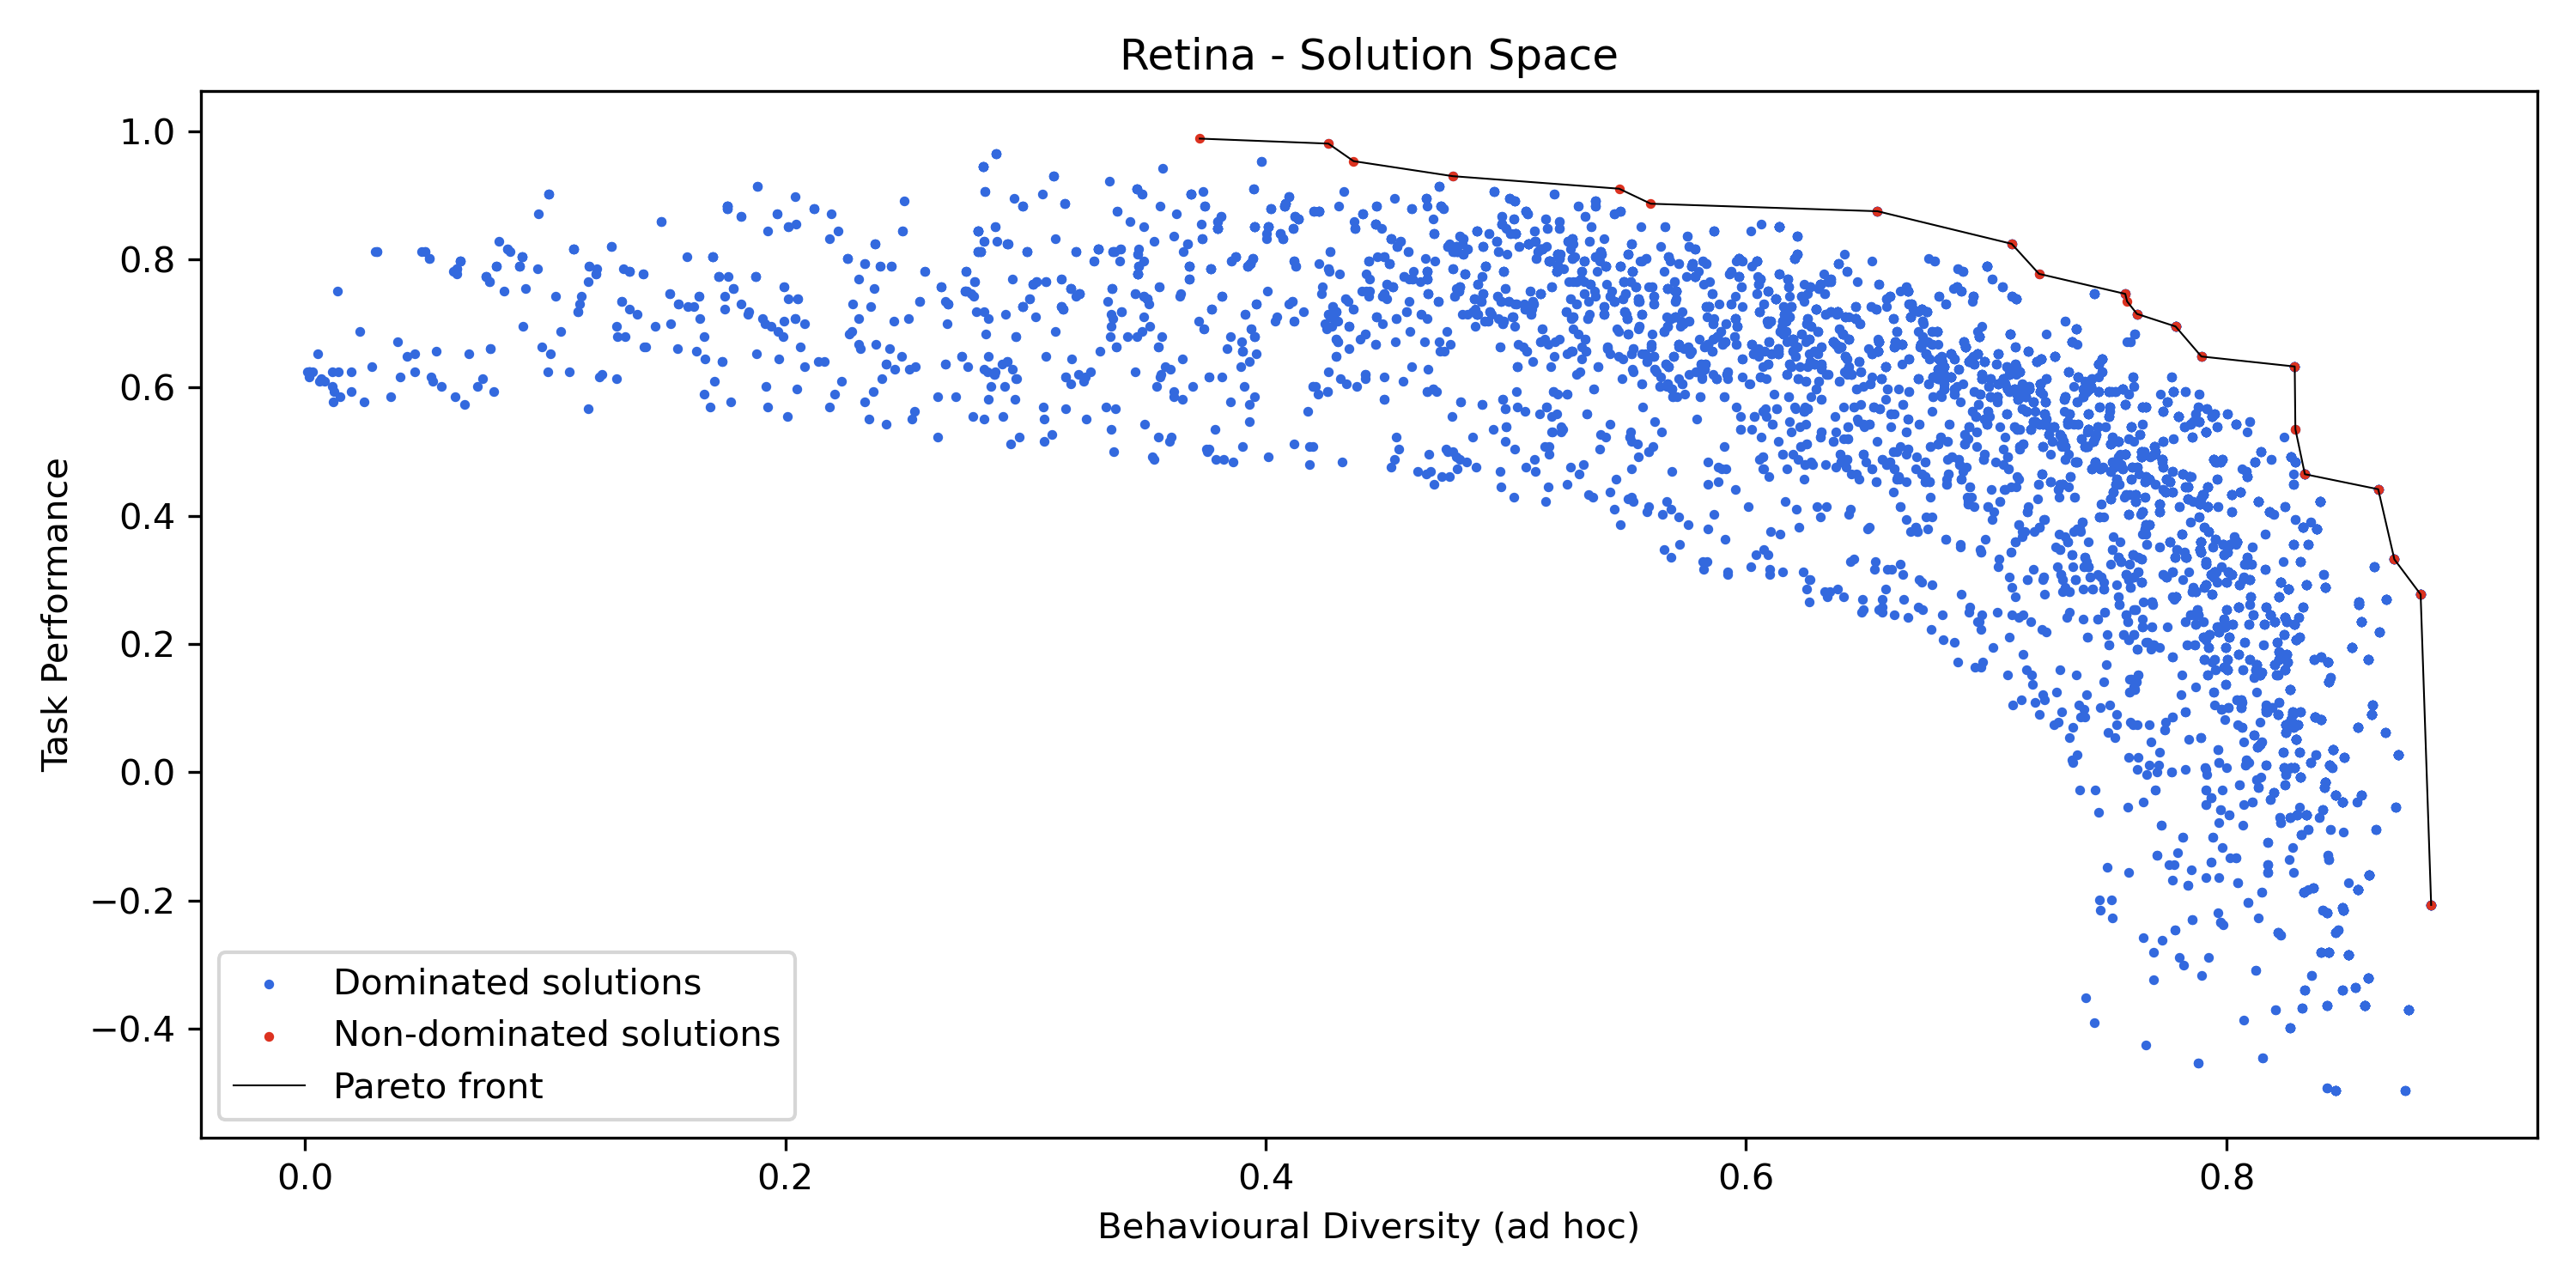 Retina - Solution Space
1.0
0.8
0.6
0.4
0.2
0.0
−0.2
−0.4
Task Performance
Dominated solutions
Non-dominated solutions
Pareto front
0.0 0.2 0.4 0.6 0.8
Behavioural Diversity (ad hoc)